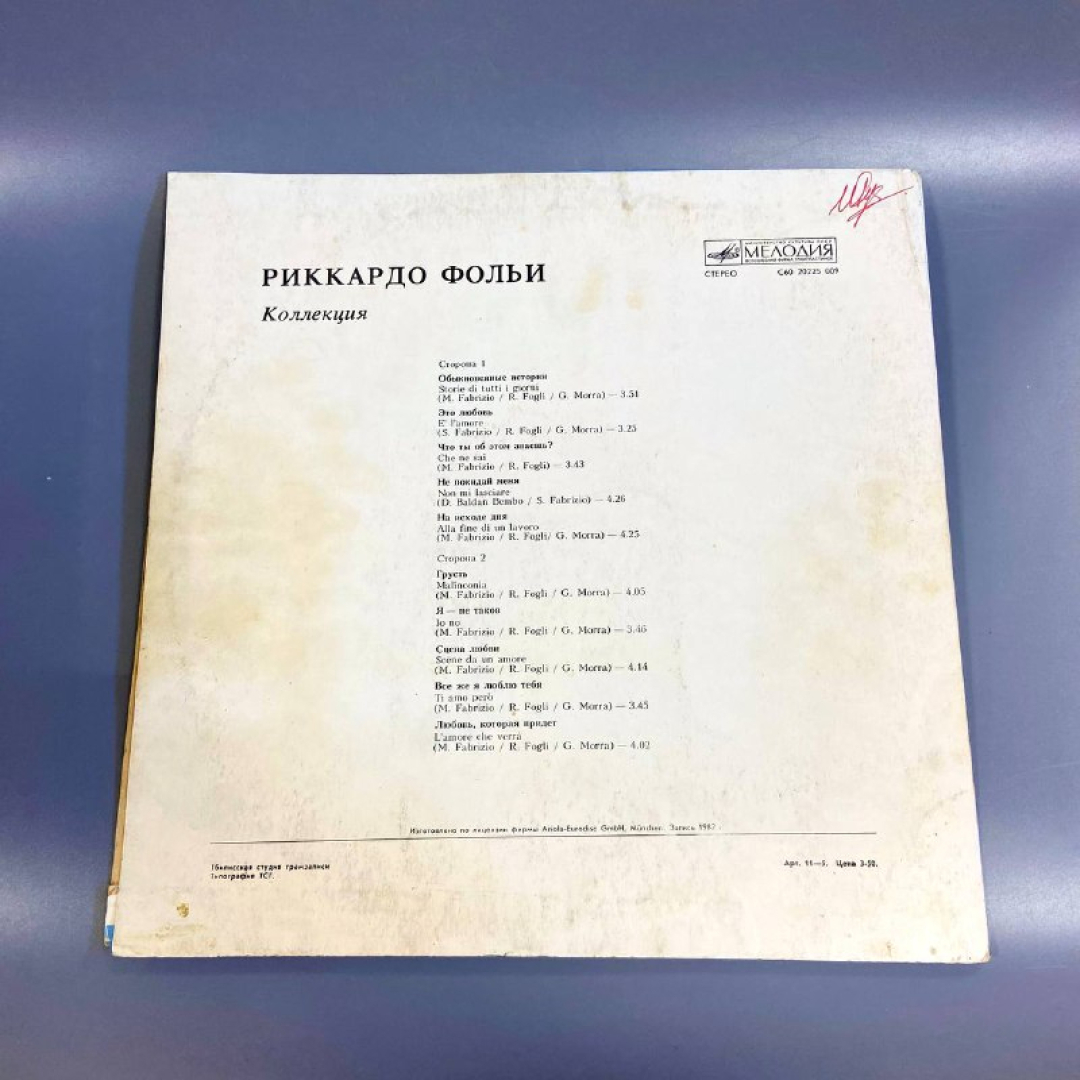 РИККАРДО ФОЛЬИ
Коллекция
МИНИСТЕРСТВО КУЛЬТУРЫ СССР
МЕЛОДИЯ
СТЕРЕО С60 20225 009
Сторона 1
Обыкновенные истории
Storie di tutti i giorni
(M. Fabrizio / R. Fogli / G. Morra) — 3.51
Это любовь
E' l'amore
(S. Fabrizio / R. Fogli / G. Morra) — 3.25
Что ты об этом знаешь?
Che ne sai
(M. Fabrizio / R. Fogli) — 3.43
Не покидай меня
Non mi lasciare
(D. Baldan Bembo / S. Fabrizio) — 4.26
На исходе дня
Alla fine di un lavoro
(M. Fabrizio / R. Fogli/ G. Morra) — 4.25
Сторона 2
Грусть
Malinconia
(M. Fabrizio / R. Fogli / G. Morra) — 4.05
Я — не таков
Io no
(M. Fabrizio / R. Fogli / G. Morra) — 3.46
Сцена любви
Scene da un amore
(M. Fabrizio / R. Fogli / G. Morra) — 4.14
Все же я люблю тебя
Ti amo però
(M. Fabrizio / R. Fogli / G. Morra) — 3.45
Любовь, которая придет
L'amore che verrà
(M. Fabrizio / R. Fogli / G. Morra) — 4.02
Изготовлено по лицензии фирмы Ariola-Eurodisc GmbH, München. Запись 1982 г.
Тбилисская студия грамзаписи
Типография ТСГ.
Арт. 11—5. Цена 3-50.